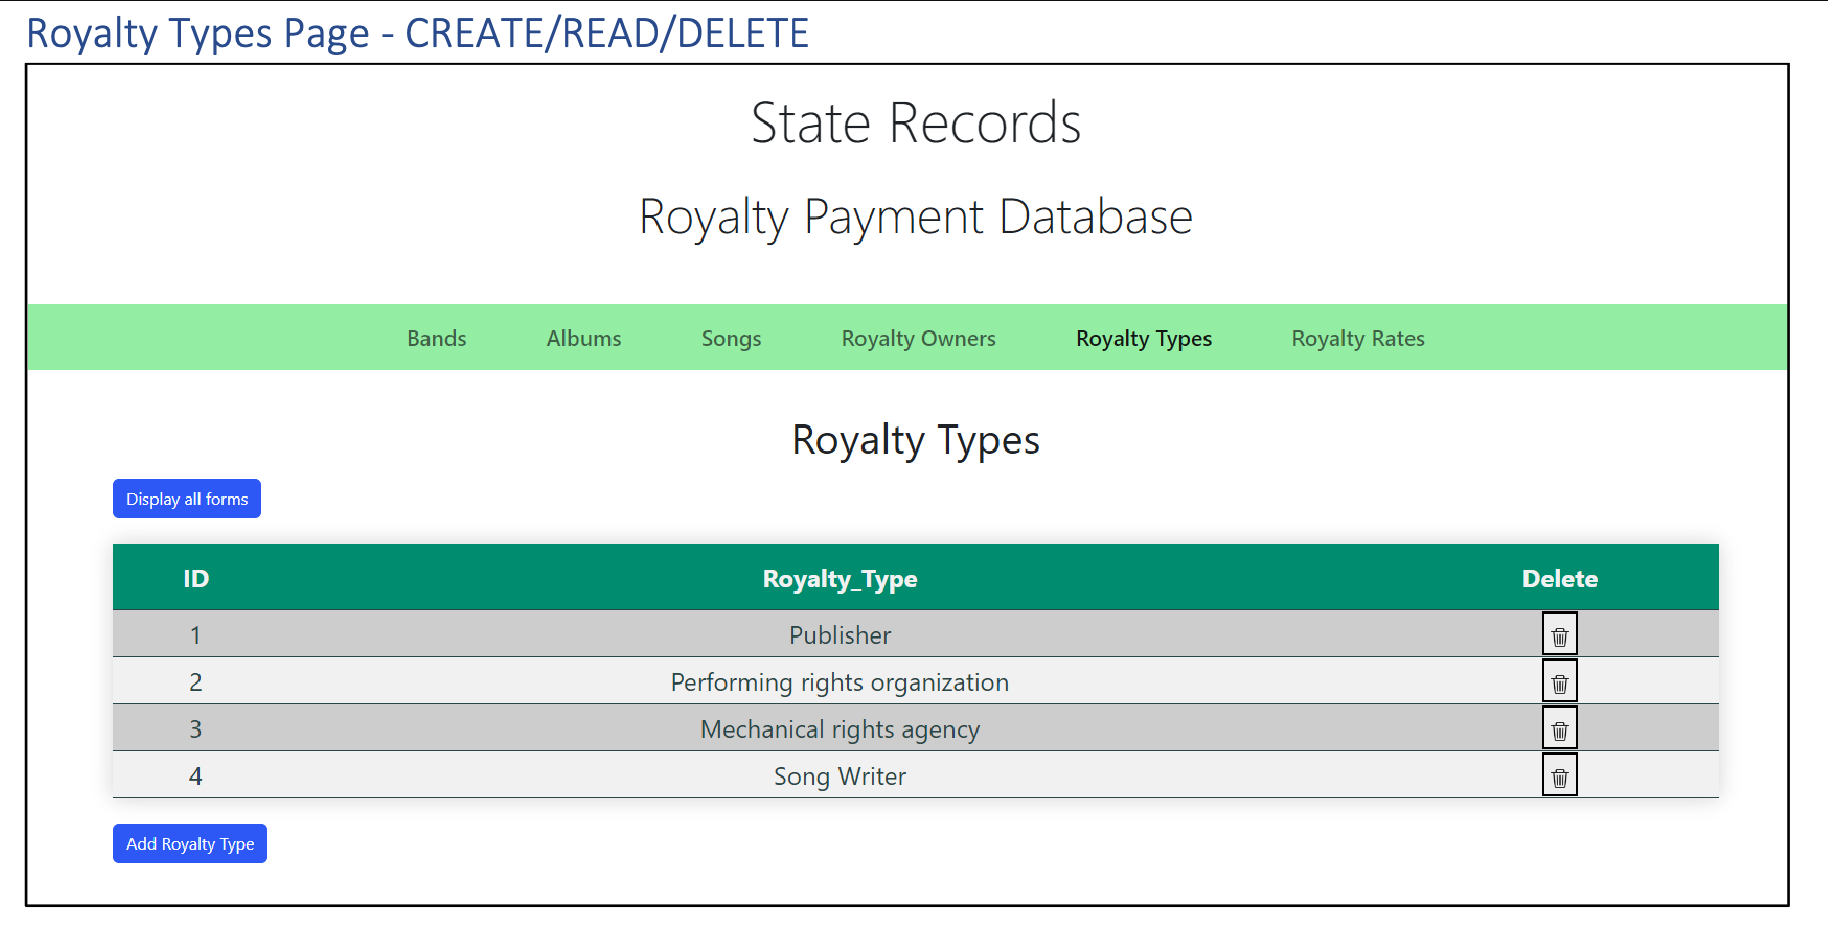 Royalty Types Page - CREATE/READ/DELETE
State Records
Royalty Payment Database
Bands Albums Songs Royalty Owners Royalty Types Royalty Rates
Royalty Types
Display all forms
ID Royalty_Type Delete
1 Publisher
2 Performing rights organization
3 Mechanical rights agency
4 Song Writer
Add Royalty Type